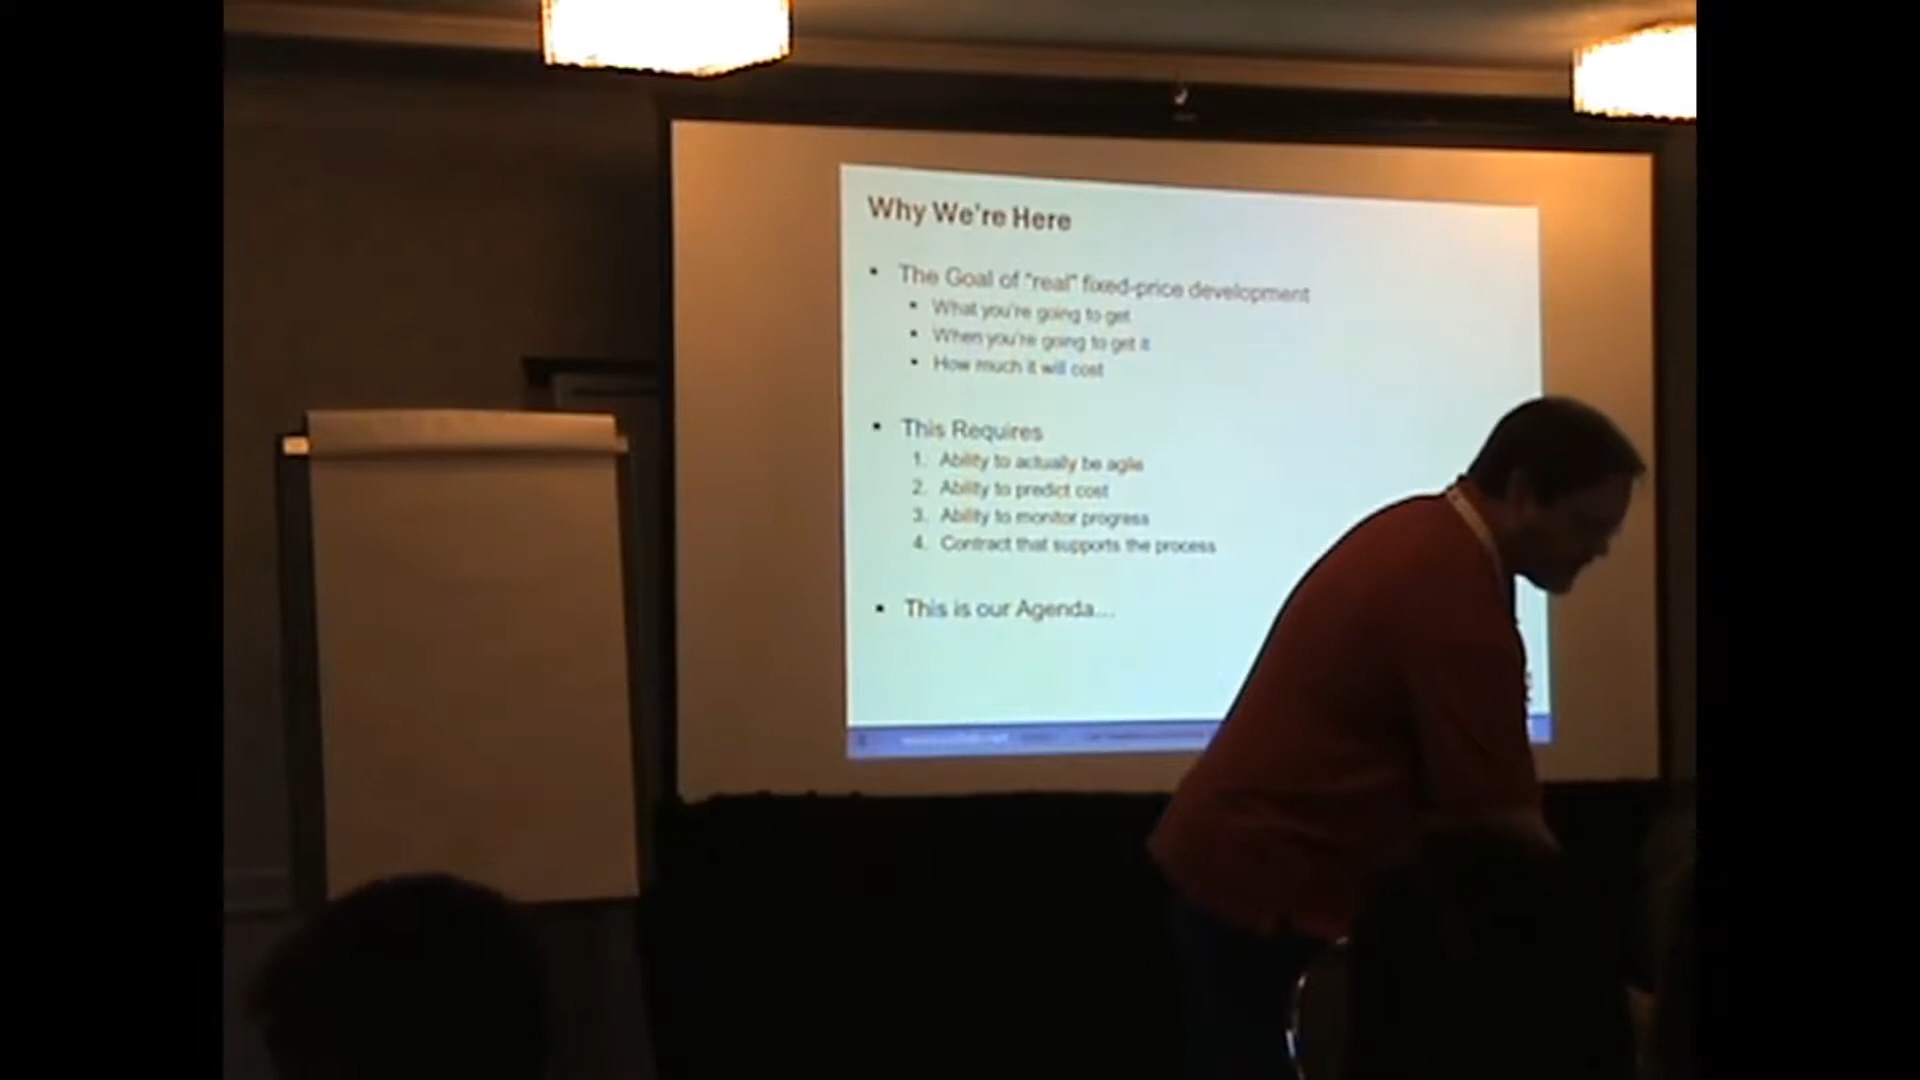 Why We're Here
▪ The Goal of "real" fixed-price development
▪ What you're going to get
▪ When you're going to get it
▪ How much it will cost
▪ This Requires
1. Ability to actually be agile
2. Ability to predict cost
3. Ability to monitor progress
4. Contract that supports the process
▪ This is our Agenda...